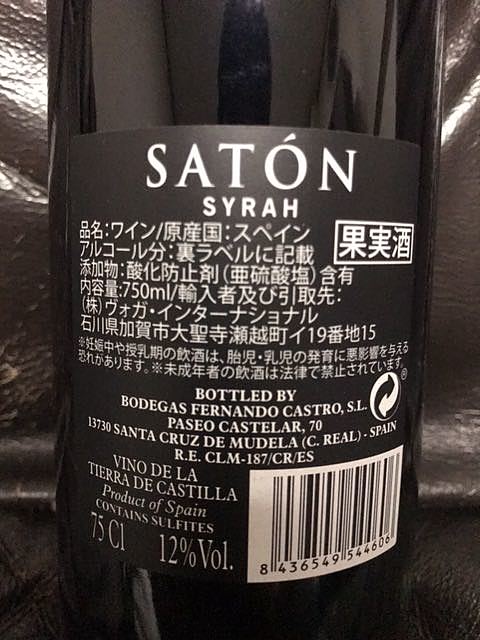 SATÓN
SYRAH
品名:ワイン/原産国:スペイン
アルコール分:裏ラベルに記載
果実酒
添加物:酸化防止剤(亜硫酸塩)含有
内容量:750ml/輸入者及び引取先:
(株)ヴォガ・インターナショナル
石川県加賀市大聖寺瀬越町イ19番地15
※妊娠中や授乳期の飲酒は、胎児・乳児の発育に悪影響を与える
恐れがあります。※未成年者の飲酒は法律で禁止されています。
®
BOTTLED BY
BODEGAS FERNANDO CASTRO, S.L.
PASEO CASTELAR, 70
13730 SANTA CRUZ DE MUDELA (C. REAL) - SPAIN
R.E. CLM-187/CR/ES
VINO DE LA
TIERRA DE CASTILLA
Product of Spain
CONTAINS SULFITES
75 Cl 12%Vol.
8 436549 544606